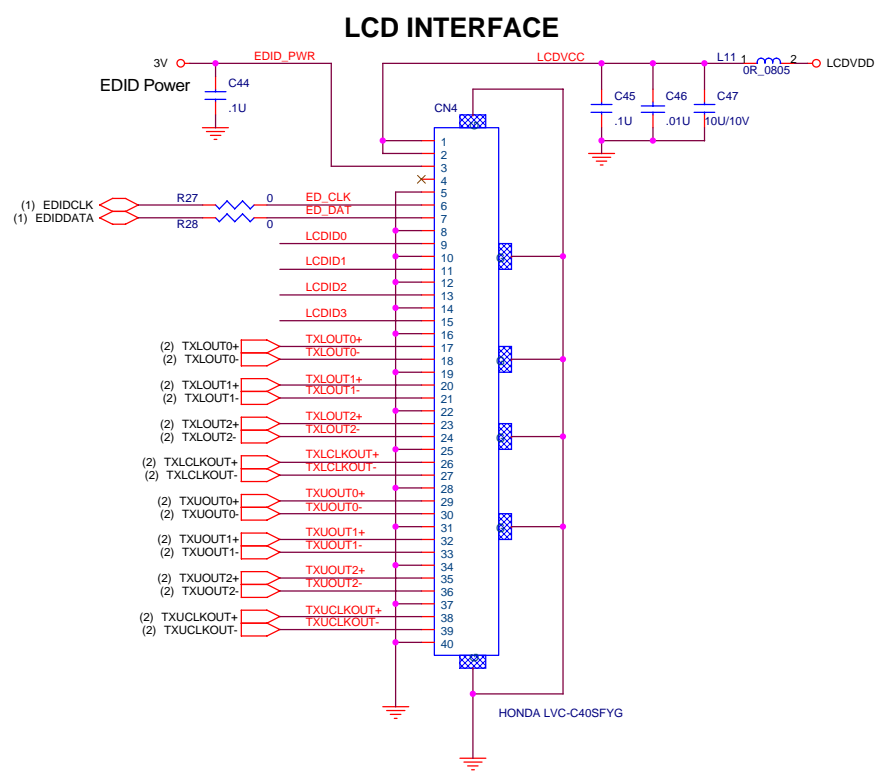 LCD INTERFACE
3V
EDID_PWR
EDID Power
C44
.1U
LCDVCC
L11
1
2
0R_0805
LCDVDD
C45
.1U
C46
.01U
C47
10U/10V
CN4
1
2
3
4
5
6
7
8
9
10
11
12
13
14
15
16
17
18
19
20
21
22
23
24
25
26
27
28
29
30
31
32
33
34
35
36
37
38
39
40
(1) EDIDCLK
R27
0
ED_CLK
(1) EDIDDATA
R28
0
ED_DAT
LCDID0
LCDID1
LCDID2
LCDID3
(2) TXLOUT0+
TXLOUT0+
(2) TXLOUT0-
TXLOUT0-
(2) TXLOUT1+
TXLOUT1+
(2) TXLOUT1-
TXLOUT1-
(2) TXLOUT2+
TXLOUT2+
(2) TXLOUT2-
TXLOUT2-
(2) TXLCLKOUT+
TXLCLKOUT+
(2) TXLCLKOUT-
TXLCLKOUT-
(2) TXUOUT0+
TXUOUT0+
(2) TXUOUT0-
TXUOUT0-
(2) TXUOUT1+
TXUOUT1+
(2) TXUOUT1-
TXUOUT1-
(2) TXUOUT2+
TXUOUT2+
(2) TXUOUT2-
TXUOUT2-
(2) TXUCLKOUT+
TXUCLKOUT+
(2) TXUCLKOUT-
TXUCLKOUT-
HONDA LVC-C40SFYG